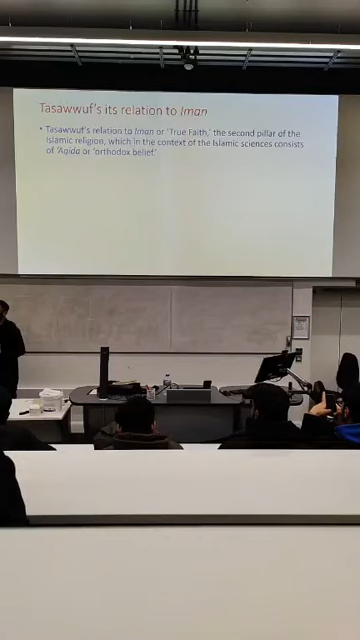 Tasawwuf's its relation to Iman
• Tasawwuf's relation to Iman or 'True Faith,' the second pillar of the
Islamic religion, which in the context of the Islamic sciences consists
of 'Aqida or 'orthodox belief.'